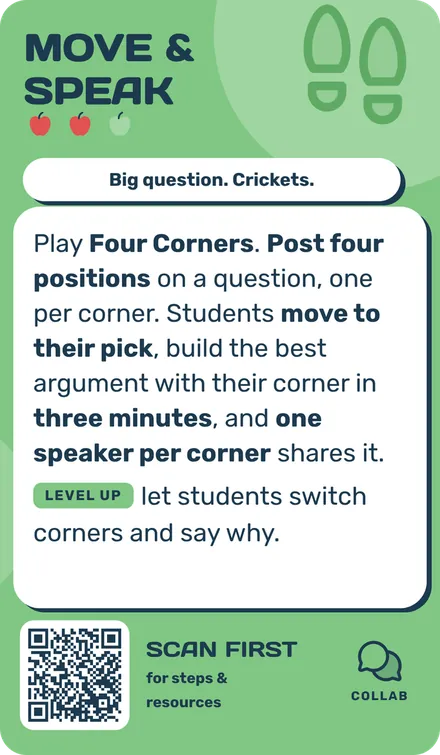 MOVE &
SPEAK
Big question. Crickets.
Play Four Corners. Post four
positions on a question, one
per corner. Students move to
their pick, build the best
argument with their corner in
three minutes, and one
speaker per corner shares it.
LEVEL UP let students switch
corners and say why.
SCAN FIRST
for steps &
resources
COLLAB